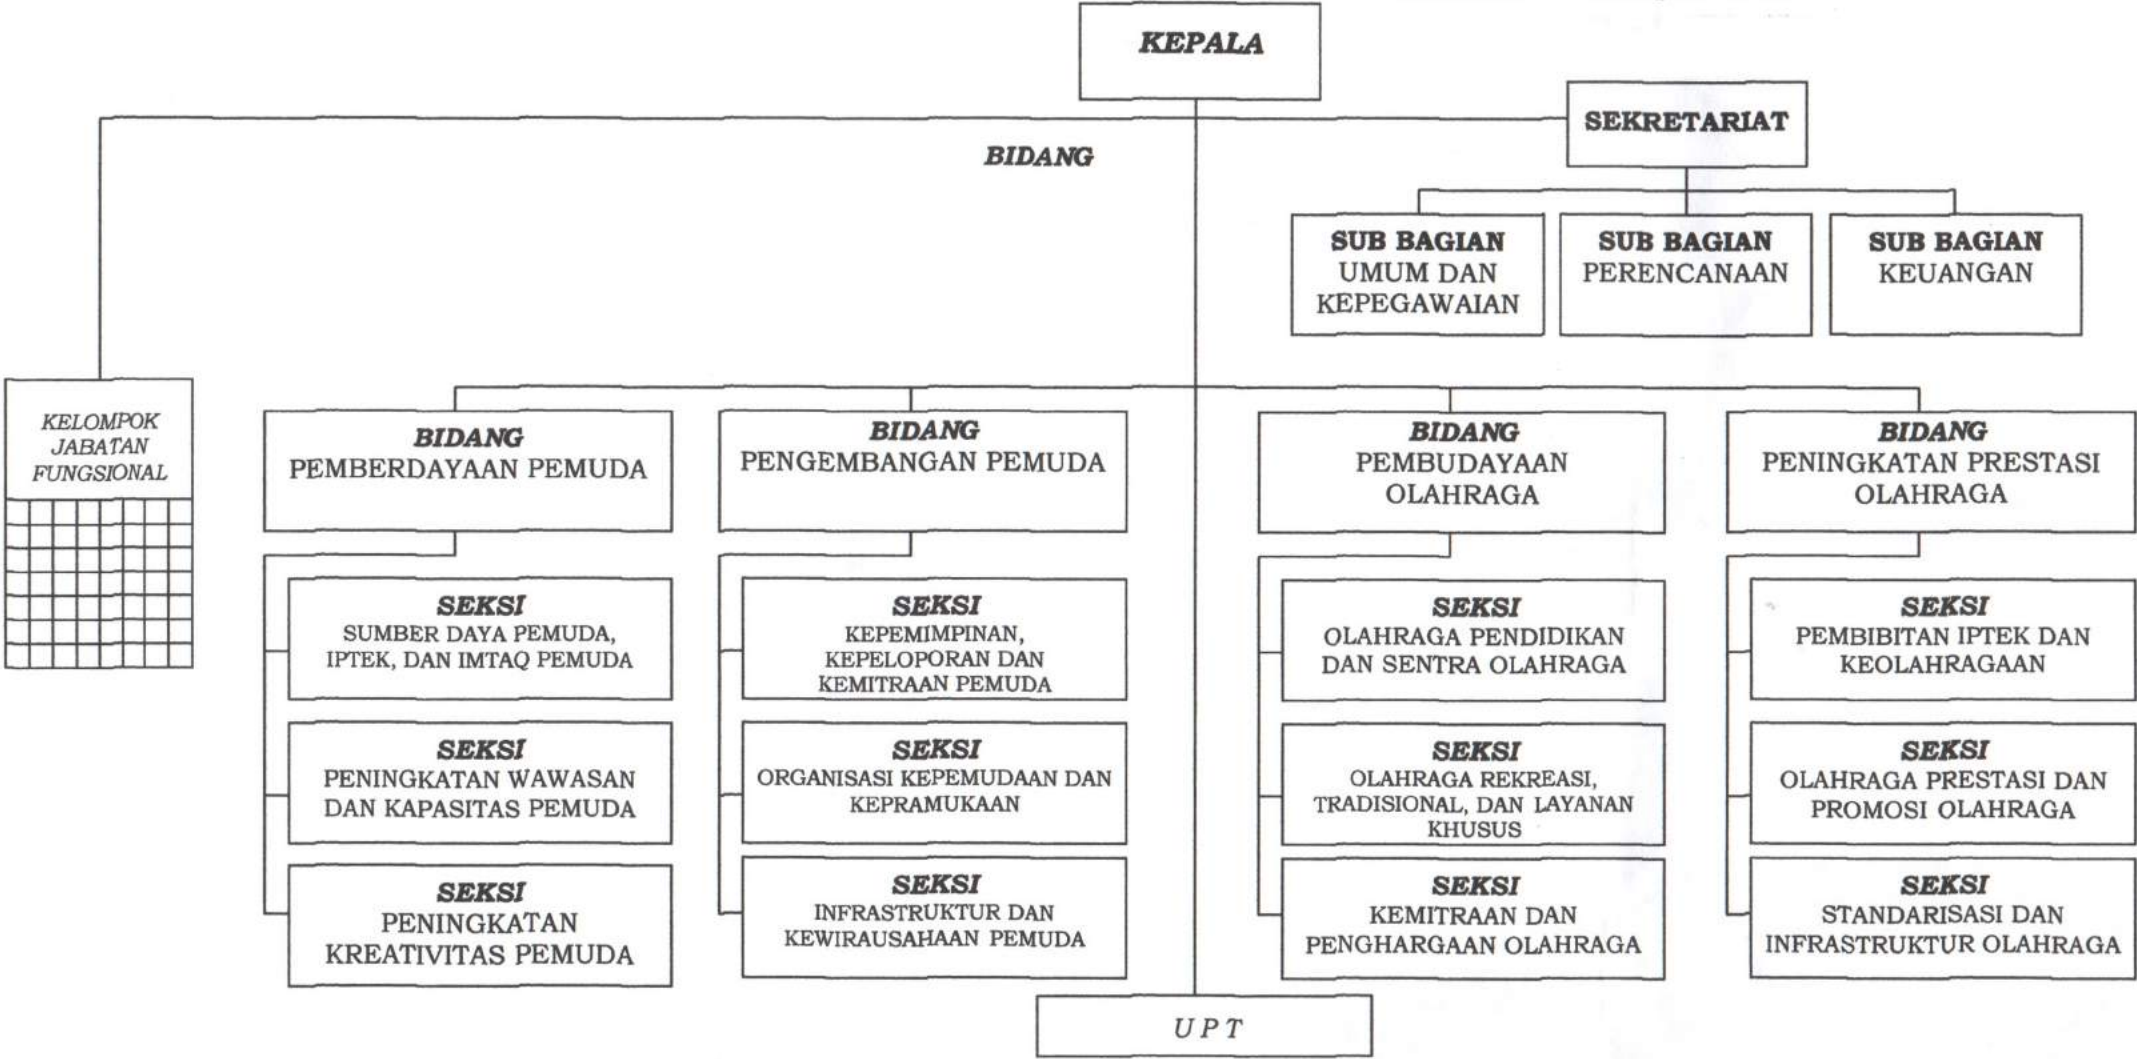 KEPALA
SEKRETARIAT
BIDANG
SUB BAGIAN
UMUM DAN
KEPEGAWAIAN
SUB BAGIAN
PERENCANAAN
SUB BAGIAN
KEUANGAN
KELOMPOK
JABATAN
FUNGSIONAL
BIDANG
PEMBERDAYAAN PEMUDA
SEKSI
SUMBER DAYA PEMUDA,
IPTEK, DAN IMTAQ PEMUDA
SEKSI
PENINGKATAN WAWASAN
DAN KAPASITAS PEMUDA
SEKSI
PENINGKATAN
KREATIVITAS PEMUDA
BIDANG
PENGEMBANGAN PEMUDA
SEKSI
KEPEMIMPINAN,
KEPELOPORAN DAN
KEMITRAAN PEMUDA
SEKSI
ORGANISASI KEPEMUDAAN DAN
KEPRAMUKAAN
SEKSI
INFRASTRUKTUR DAN
KEWIRAUSAHAAN PEMUDA
BIDANG
PEMBUDAYAAN
OLAHRAGA
SEKSI
OLAHRAGA PENDIDIKAN
DAN SENTRA OLAHRAGA
SEKSI
OLAHRAGA REKREASI,
TRADISIONAL, DAN LAYANAN
KHUSUS
SEKSI
KEMITRAAN DAN
PENGHARGAAN OLAHRAGA
BIDANG
PENINGKATAN PRESTASI
OLAHRAGA
SEKSI
PEMBIBITAN IPTEK DAN
KEOLAHRAGAAN
SEKSI
OLAHRAGA PRESTASI DAN
PROMOSI OLAHRAGA
SEKSI
STANDARISASI DAN
INFRASTRUKTUR OLAHRAGA
U P T